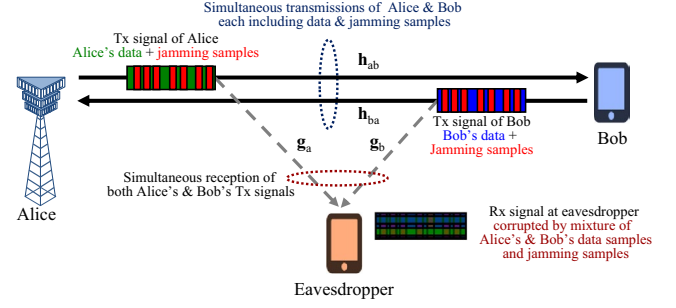 Simultaneous transmissions of Alice & Bob
each including data & jamming samples
Tx signal of Alice
Alice's data + jamming samples
h_ab
h_ba
Tx signal of Bob
Bob's data +
Jamming samples
Bob
g_a
g_b
Simultaneous reception of
both Alice's & Bob's Tx signals
Alice
Rx signal at eavesdropper
corrupted by mixture of
Alice's & Bob's data samples
and jamming samples
Eavesdropper